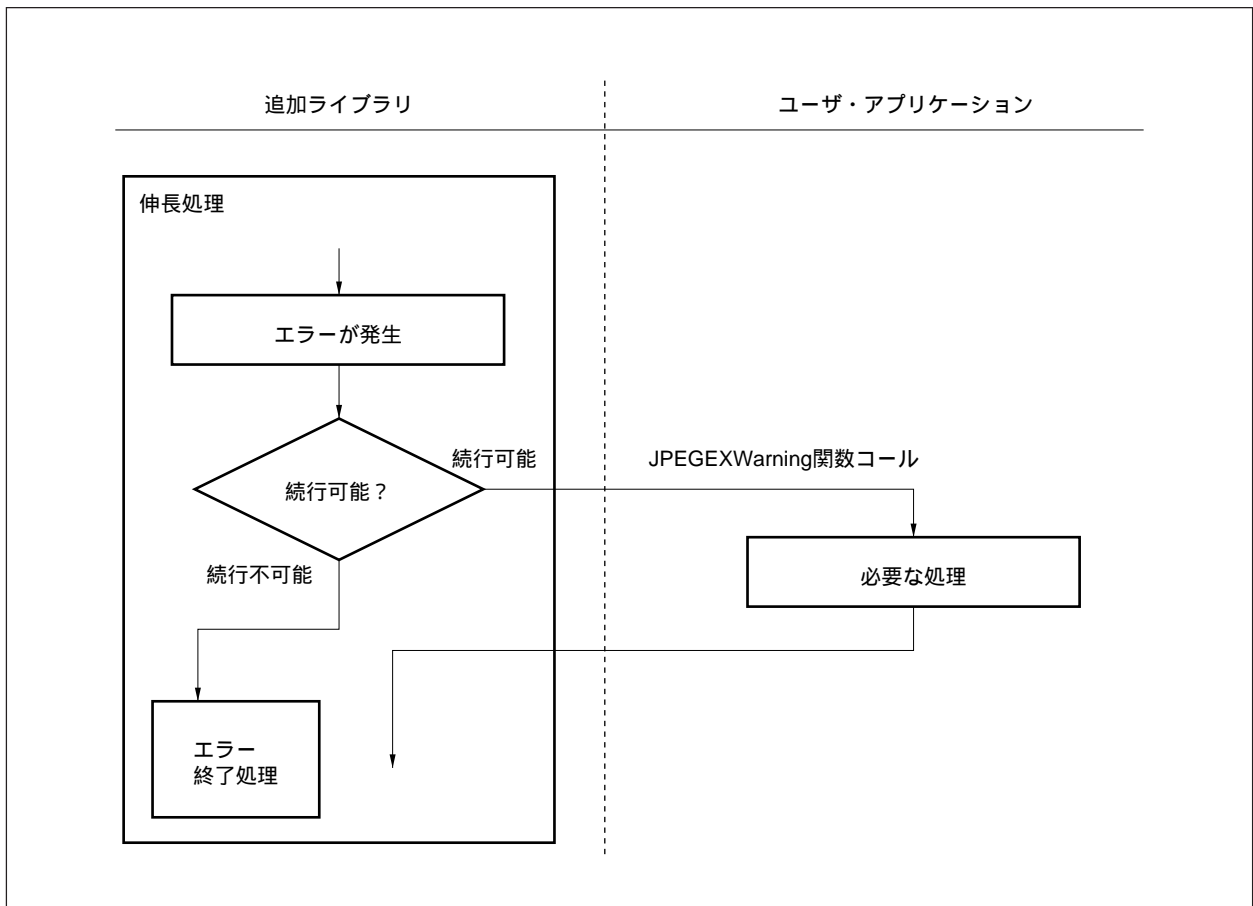 追加ライブラリ
ユーザ・アプリケーション
伸長処理
エラーが発生
続行可能
JPEGEXWarning関数コール
続行可能？
続行不可能
必要な処理
エラー
終了処理